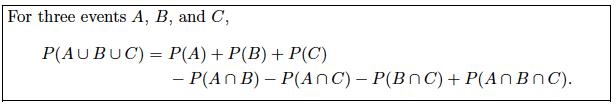 For three events A, B, and C,
P(A ∪ B ∪ C) = P(A) + P(B) + P(C)
− P(A ∩ B) − P(A ∩ C) − P(B ∩ C) + P(A ∩ B ∩ C).